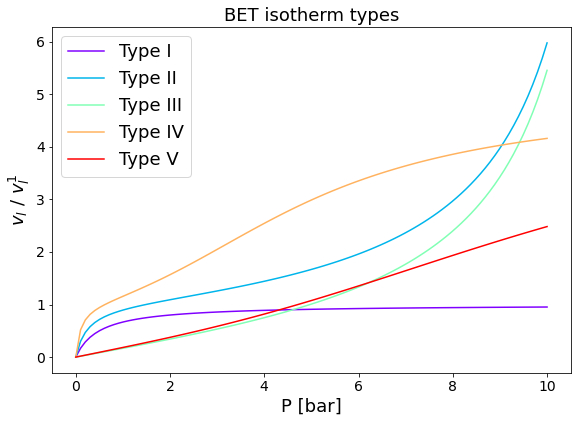 BET isotherm types
Type I
Type II
Type III
Type IV
Type V
6
5
4
3
2
1
0
v_l / v_l^1
0 2 4 6 8 10
P [bar]